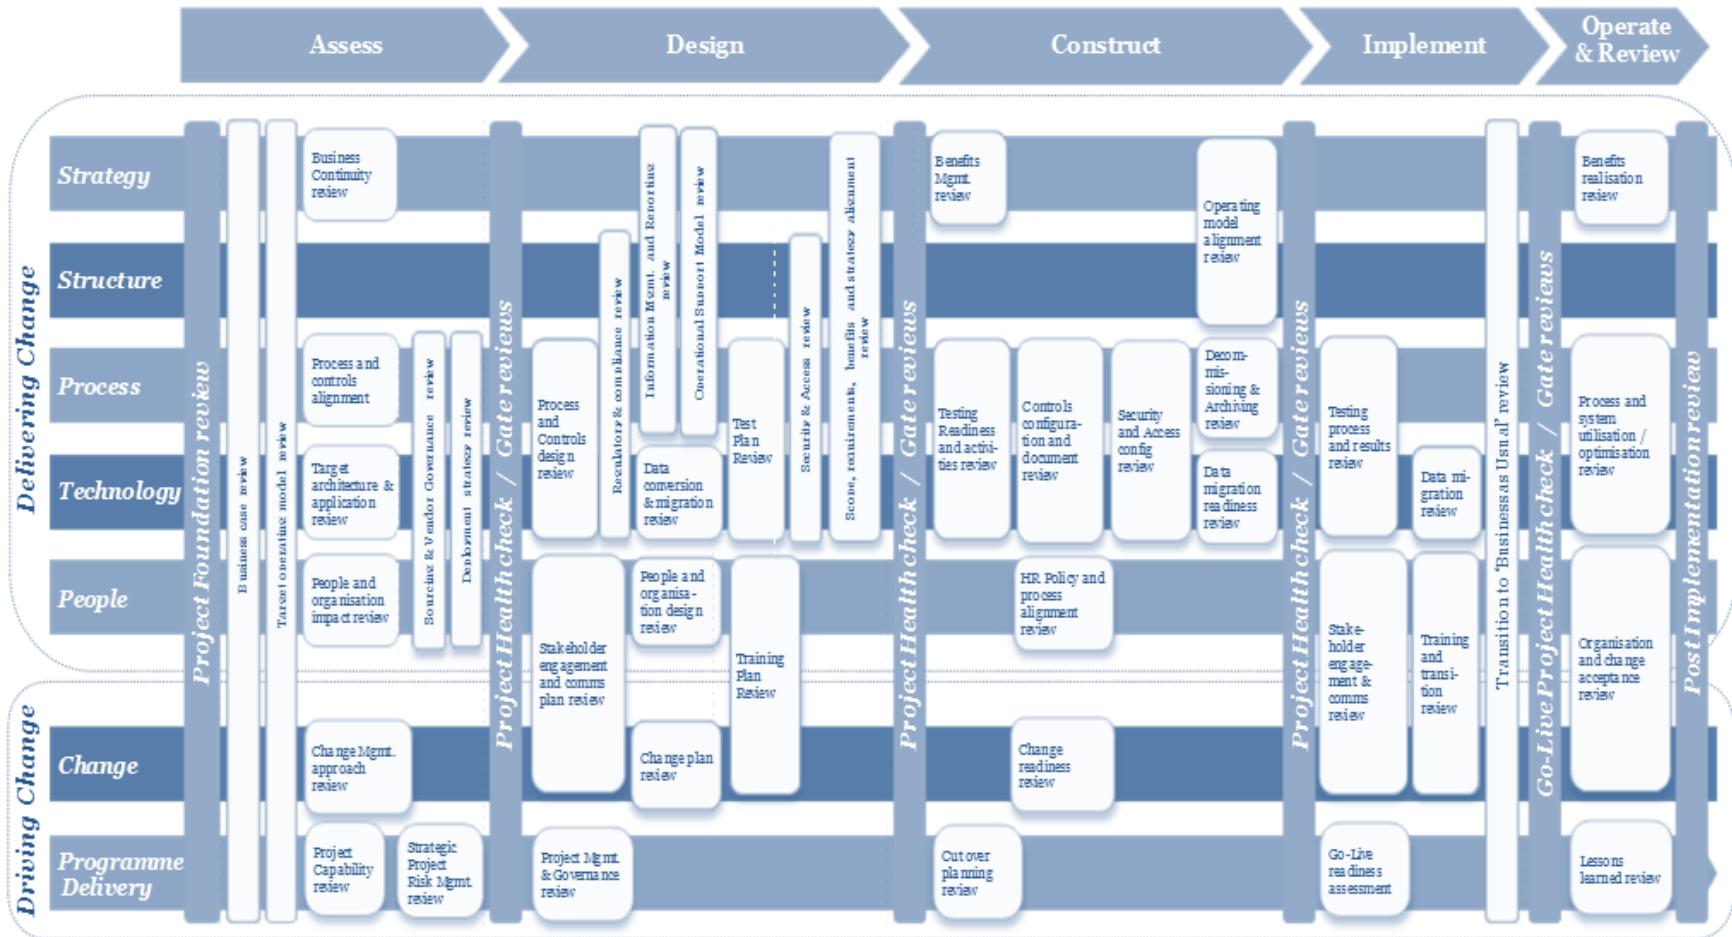 Assess
Design
Construct
Implement
Operate
& Review
Delivering Change
Driving Change
Strategy
Structure
Process
Technology
People
Change
Programme
Delivery
Project Foundation review
Business case review
Target operating model review
Business
Continuity
review
Process and
controls
alignment
Target
architecture &
application
review
People and
organisation
impact review
Change Mgmt.
approach
review
Project
Capability
review
Strategic
Project
Risk Mgmt.
review
Sourcing & Vendor Governance review
Deployment strategy review
Project Healthcheck / Gate reviews
Process
and
Controls
design
review
Stakeholder
engagement
and comms
plan review
Project Mgmt.
& Governance
review
Regulatory & compliance review
Information Mgmt. and Reporting
review
Operational Support Model review
Data
conversion
& migration
review
People and
organisa-
tion design
review
Change plan
review
Test
Plan
Review
Training
Plan
Review
Security & Access review
Scope, requirements, benefits and strategy alignment
review
Project Healthcheck / Gate reviews
Benefits
Mgmt.
review
Testing
Readiness
and activi-
ties review
Controls
configura-
tion and
document
review
Security
and Access
config
review
Operating
model
alignment
review
Decom-
mis-
sioning &
Archiving
review
Data
migration
readiness
review
HR Policy and
process
alignment
review
Change
readiness
review
Cut over
planning
review
Project Healthcheck / Gate reviews
Testing
process
and results
review
Data mi-
gration
review
Stake-
holder
engage-
ment &
comms
review
Training
and
transi-
tion
review
Go-Live
readiness
assessment
Transition to 'Business as Usual' review
Go-Live Project Healthcheck / Gate reviews
Benefits
realisation
review
Process and
system
utilisation /
optimisation
review
Organisation
and change
acceptance
review
Lessons
learned review
Post Implementation review